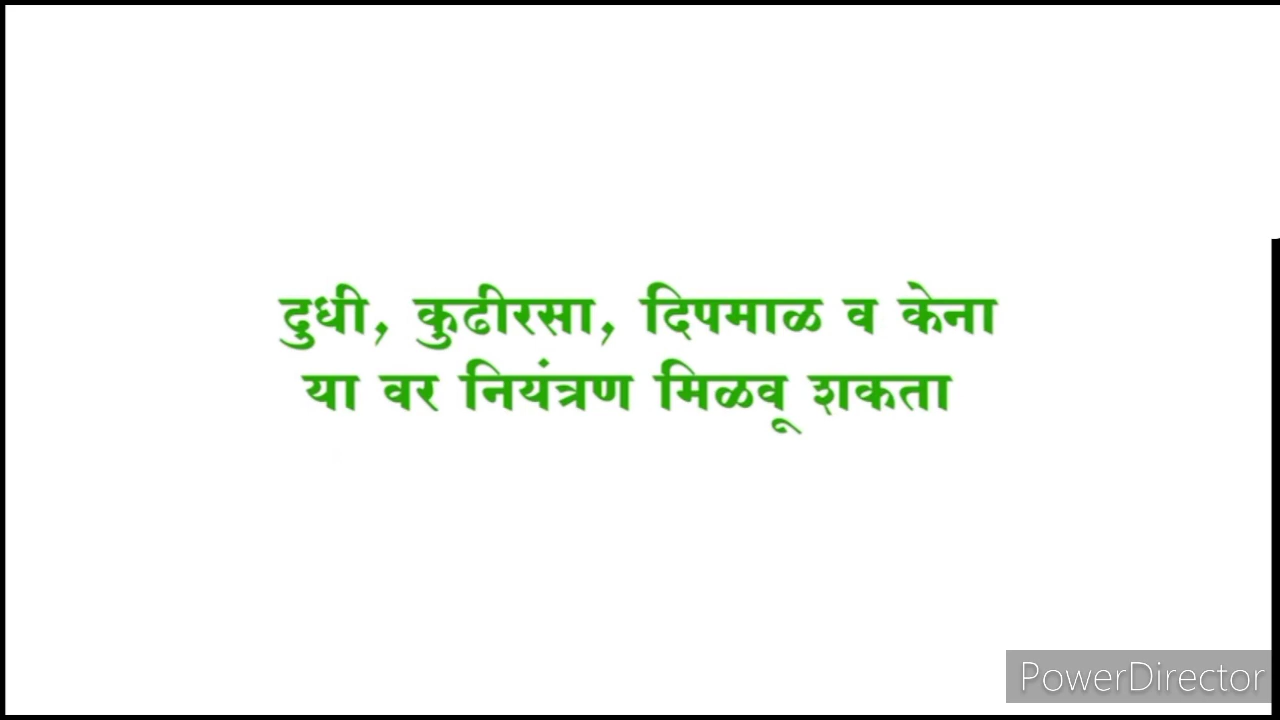 दुधी, कुढीरसा, दिपमाळ व केना
या वर नियंत्रण मिळवू शकता
PowerDirector